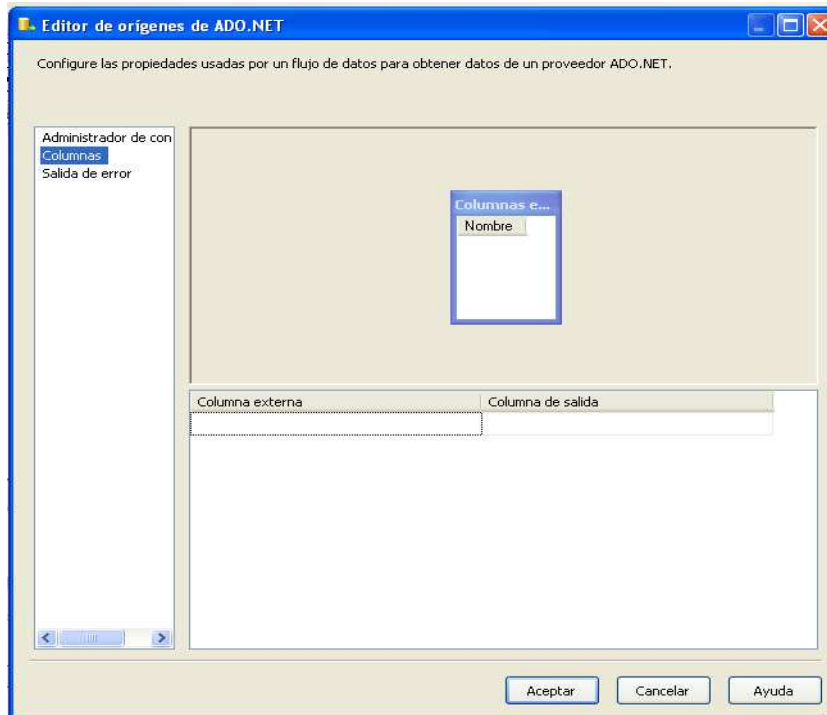 Editor de orígenes de ADO.NET
Configure las propiedades usadas por un flujo de datos para obtener datos de un proveedor ADO.NET.
Administrador de con
Columnas
Salida de error
Columnas e...
Nombre
Columna externa Columna de salida
Aceptar Cancelar Ayuda